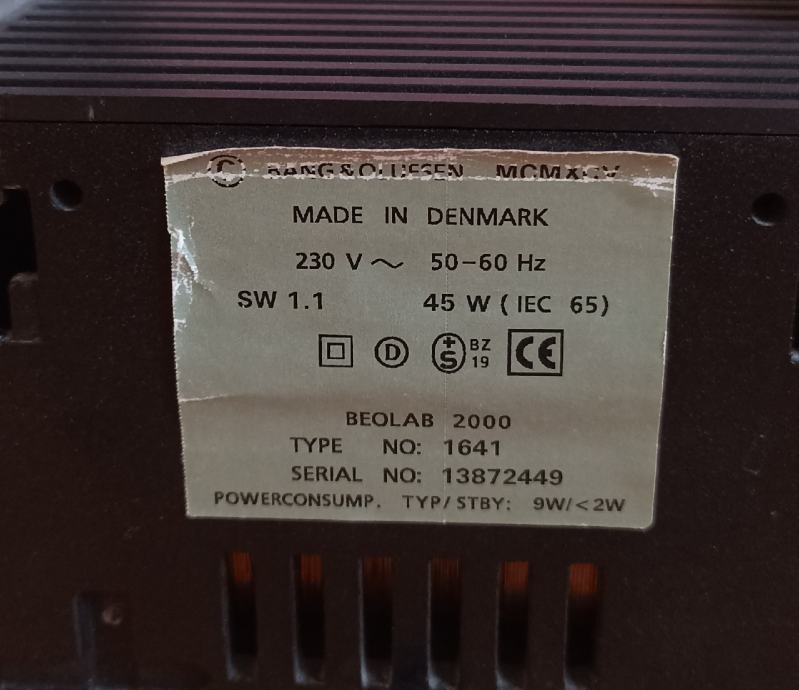 © BANG & OLUFSEN MCMXCV
MADE IN DENMARK
230 V ~ 50-60 Hz
SW 1.1 45 W ( IEC 65)
D +S BZ 19 CE
BEOLAB 2000
TYPE NO: 1641
SERIAL NO: 13872449
POWERCONSUMP. TYP/STBY: 9W/<2W